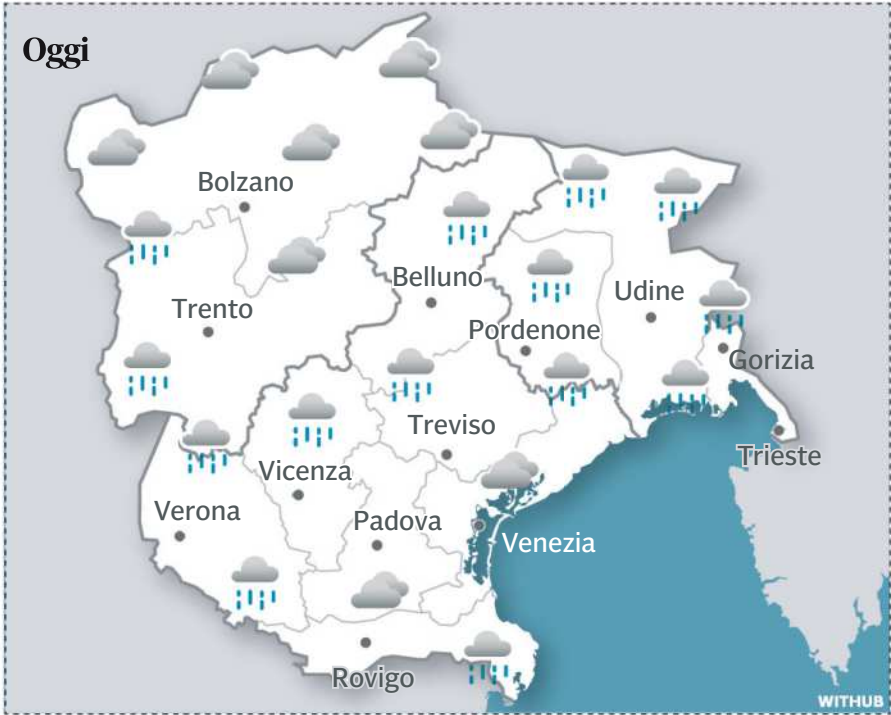 Oggi
Bolzano
Belluno
Udine
Trento
Pordenone
Gorizia
Treviso
Trieste
Vicenza
Verona
Padova
Venezia
Rovigo
WITHUB